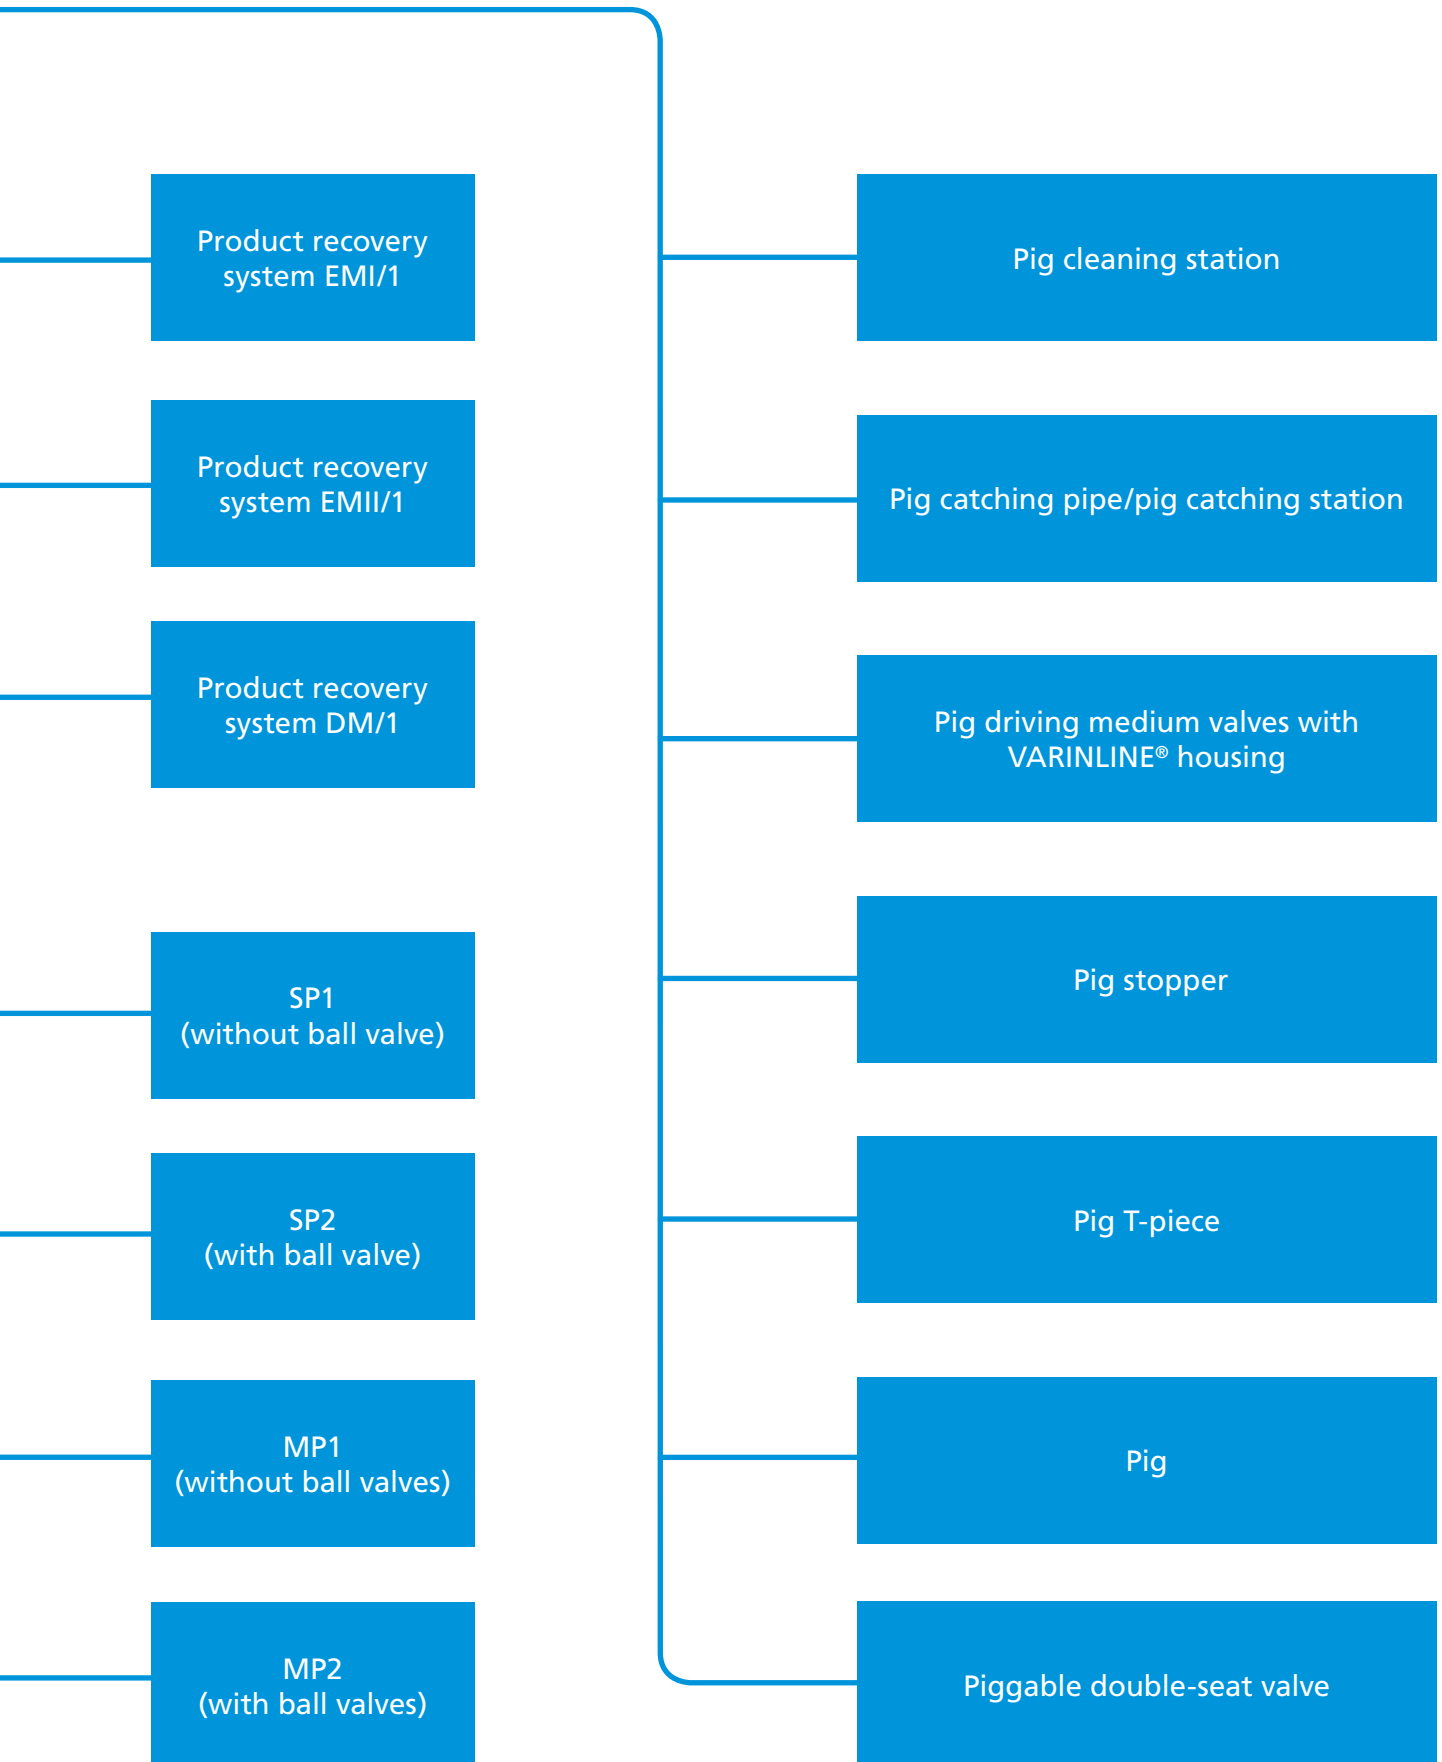 Product recovery
system EMI/1
Product recovery
system EMII/1
Product recovery
system DM/1
SP1
(without ball valve)
SP2
(with ball valve)
MP1
(without ball valves)
MP2
(with ball valves)
Pig cleaning station
Pig catching pipe/pig catching station
Pig driving medium valves with
VARINLINE® housing
Pig stopper
Pig T-piece
Pig
Piggable double-seat valve